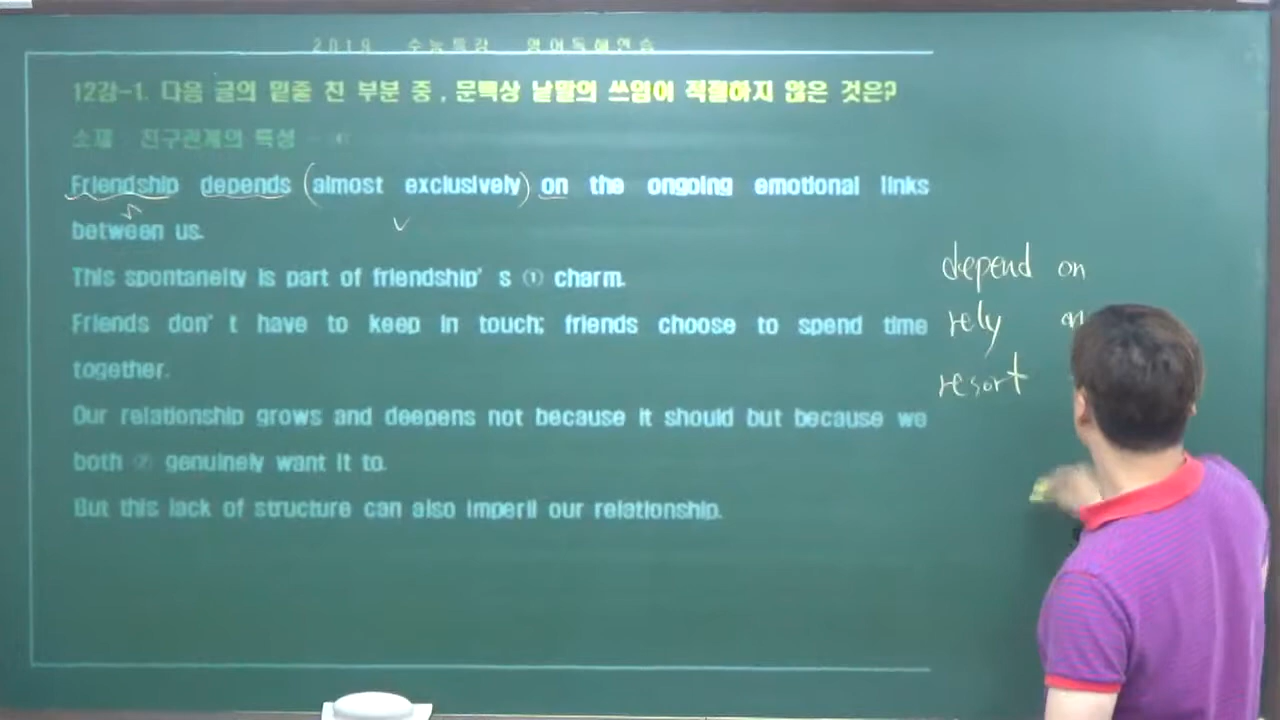 2019 수능특강 영어독해연습
12강-1. 다음 글의 밑줄 친 부분 중, 문맥상 낱말의 쓰임이 적절하지 않은 것은?
소재 친구관계의 특성
Friendship depends (almost exclusively) on the ongoing emotional links
between us.
This spontaneity is part of friendship's ① charm.
Friends don't have to keep in touch; friends choose to spend time
together.
Our relationship grows and deepens not because it should but because we
both ② genuinely want it to.
But this lack of structure can also imperil our relationship.
depend on
rely on
resort